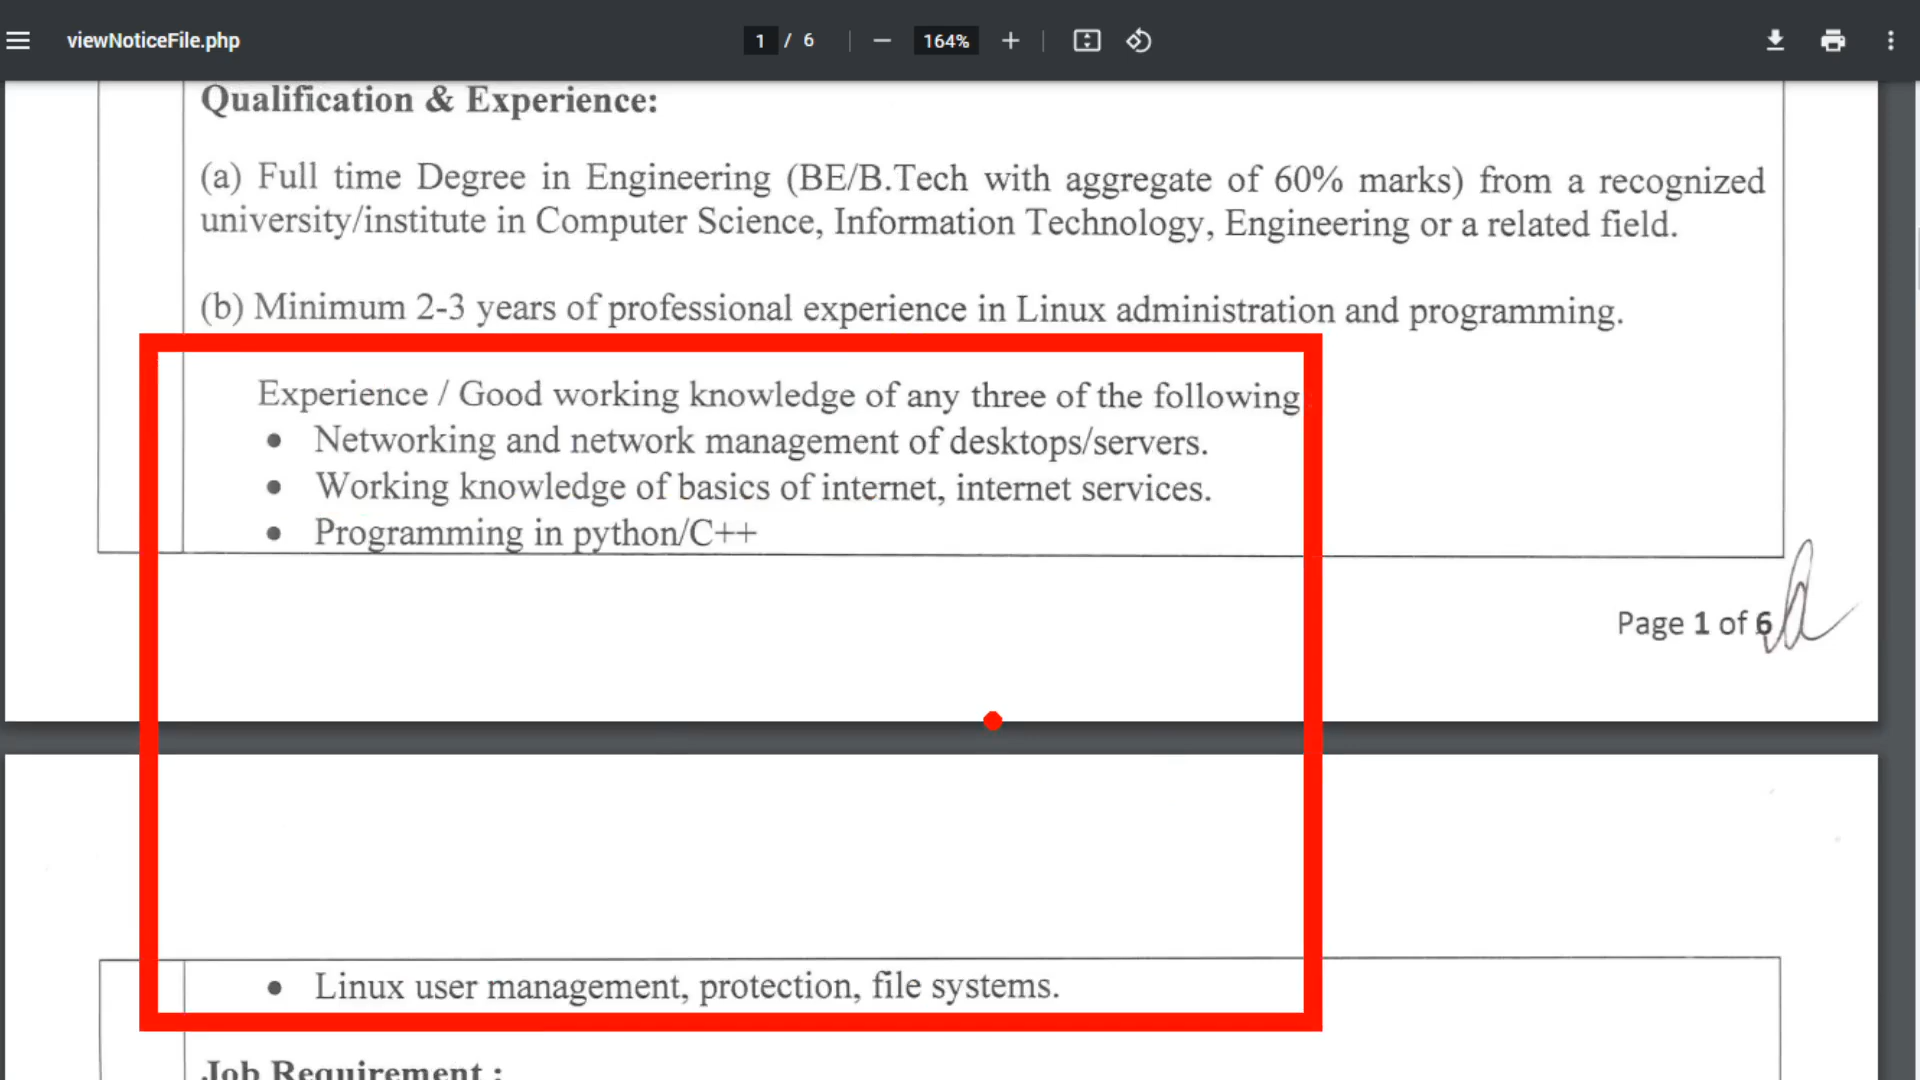 viewNoticeFile.php
1 / 6
164%
Qualification & Experience:
(a) Full time Degree in Engineering (BE/B.Tech with aggregate of 60% marks) from a recognized
university/institute in Computer Science, Information Technology, Engineering or a related field.
(b) Minimum 2-3 years of professional experience in Linux administration and programming.
Experience / Good working knowledge of any three of the following
• Networking and network management of desktops/servers.
• Working knowledge of basics of internet, internet services.
• Programming in python/C++
Page 1 of 6
• Linux user management, protection, file systems.
Job Requirement :